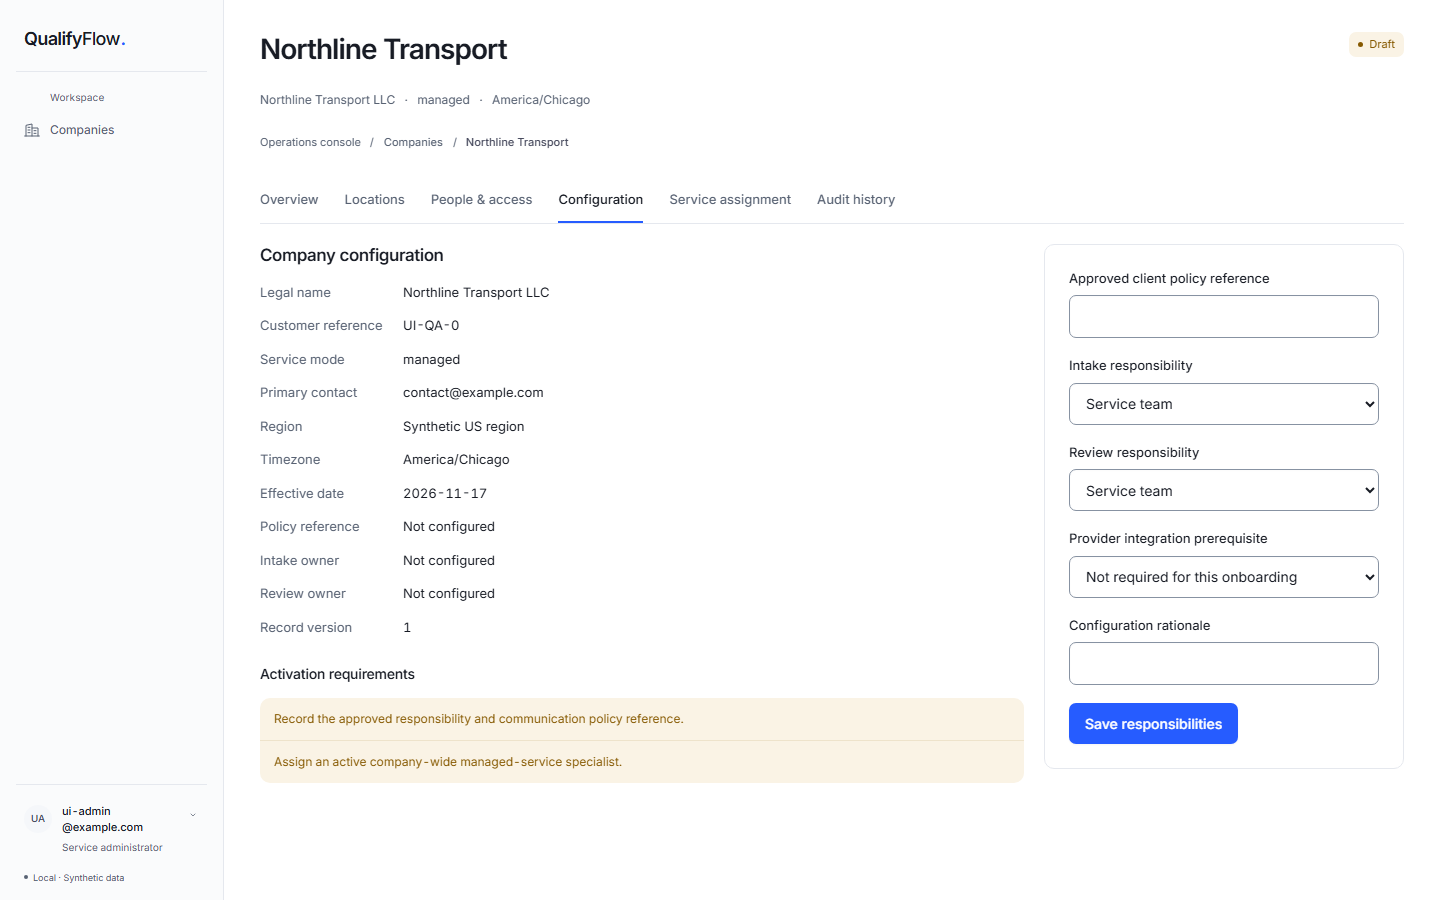 QualifyFlow.
Workspace
Companies
ui-admin
@example.com
UA
Service administrator
Local · Synthetic data
Northline Transport
Draft
Northline Transport LLC · managed · America/Chicago
Operations console / Companies / Northline Transport
Overview Locations People & access Configuration Service assignment Audit history
Company configuration
Legal name Northline Transport LLC
Customer reference UI-QA-0
Service mode managed
Primary contact contact@example.com
Region Synthetic US region
Timezone America/Chicago
Effective date 2026-11-17
Policy reference Not configured
Intake owner Not configured
Review owner Not configured
Record version 1
Activation requirements
Record the approved responsibility and communication policy reference.
Assign an active company-wide managed-service specialist.
Approved client policy reference
Intake responsibility
Service team
Review responsibility
Service team
Provider integration prerequisite
Not required for this onboarding
Configuration rationale
Save responsibilities